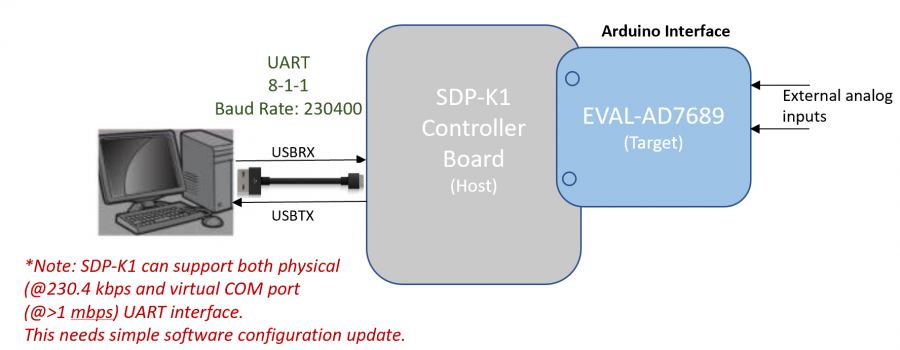 Arduino Interface
UART
8-1-1
Baud Rate: 230400
SDP-K1
Controller
Board
(Host)
EVAL-AD7689
(Target)
External analog
inputs
USBRX
USBTX
*Note: SDP-K1 can support both physical
(@230.4 kbps and virtual COM port
(@>1 mbps) UART interface.
This needs simple software configuration update.